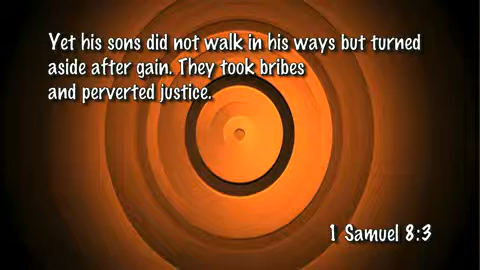 Yet his sons did not walk in his ways but turned
aside after gain. They took bribes
and perverted justice.
1 Samuel 8:3